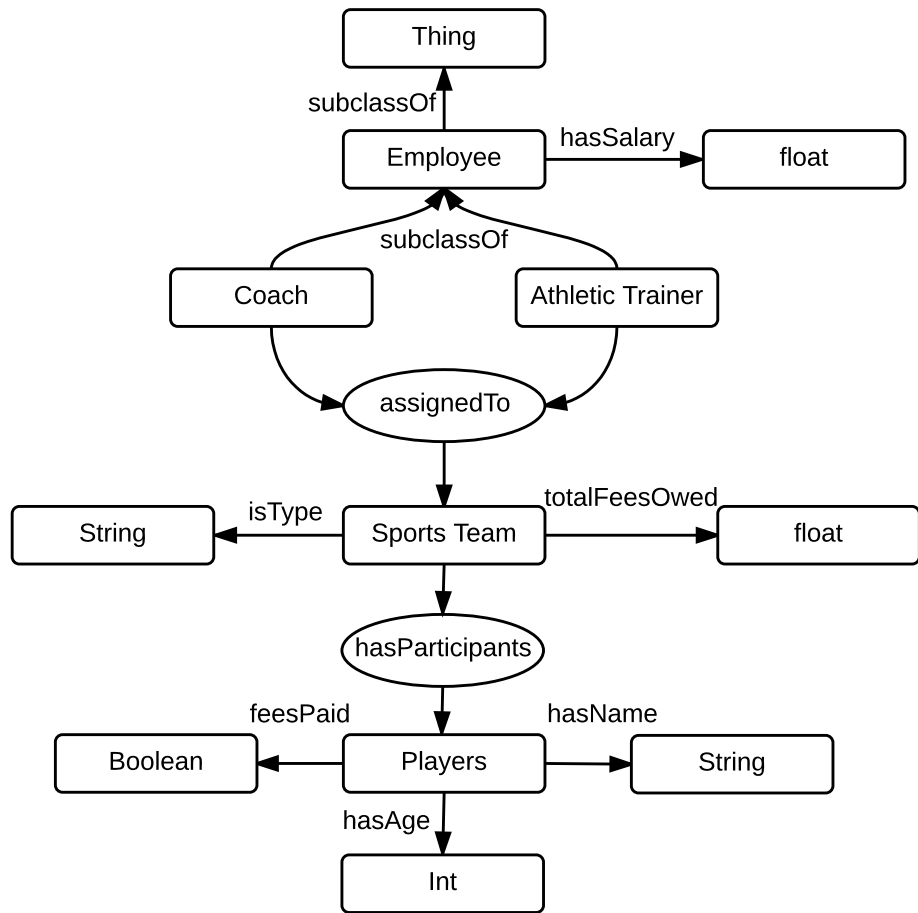 Thing
subclassOf
Employee
hasSalary
float
subclassOf
Coach
Athletic Trainer
assignedTo
String
isType
Sports Team
totalFeesOwed
float
hasParticipants
feesPaid
hasName
Boolean
Players
String
hasAge
Int